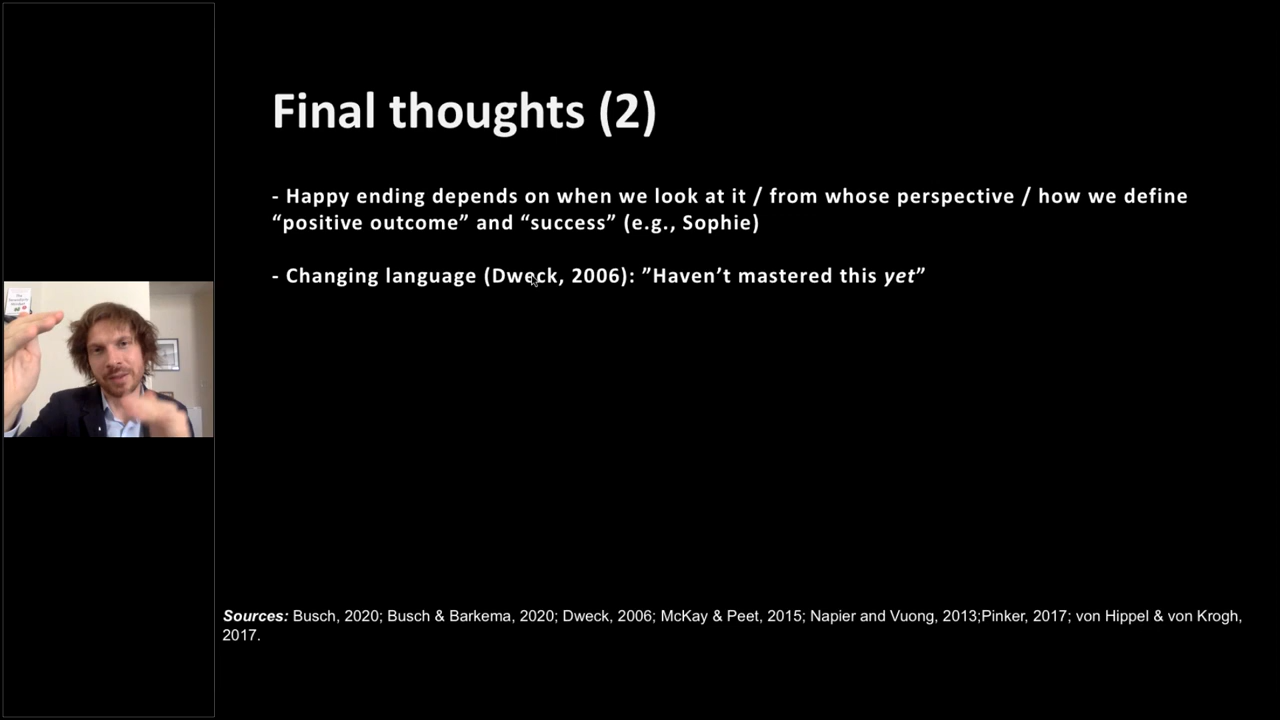 Final thoughts (2)
- Happy ending depends on when we look at it / from whose perspective / how we define
“positive outcome” and “success” (e.g., Sophie)
- Changing language (Dweck, 2006): ”Haven’t mastered this yet”
Sources: Busch, 2020; Busch & Barkema, 2020; Dweck, 2006; McKay & Peet, 2015; Napier and Vuong, 2013;Pinker, 2017; von Hippel & von Krogh,
2017.